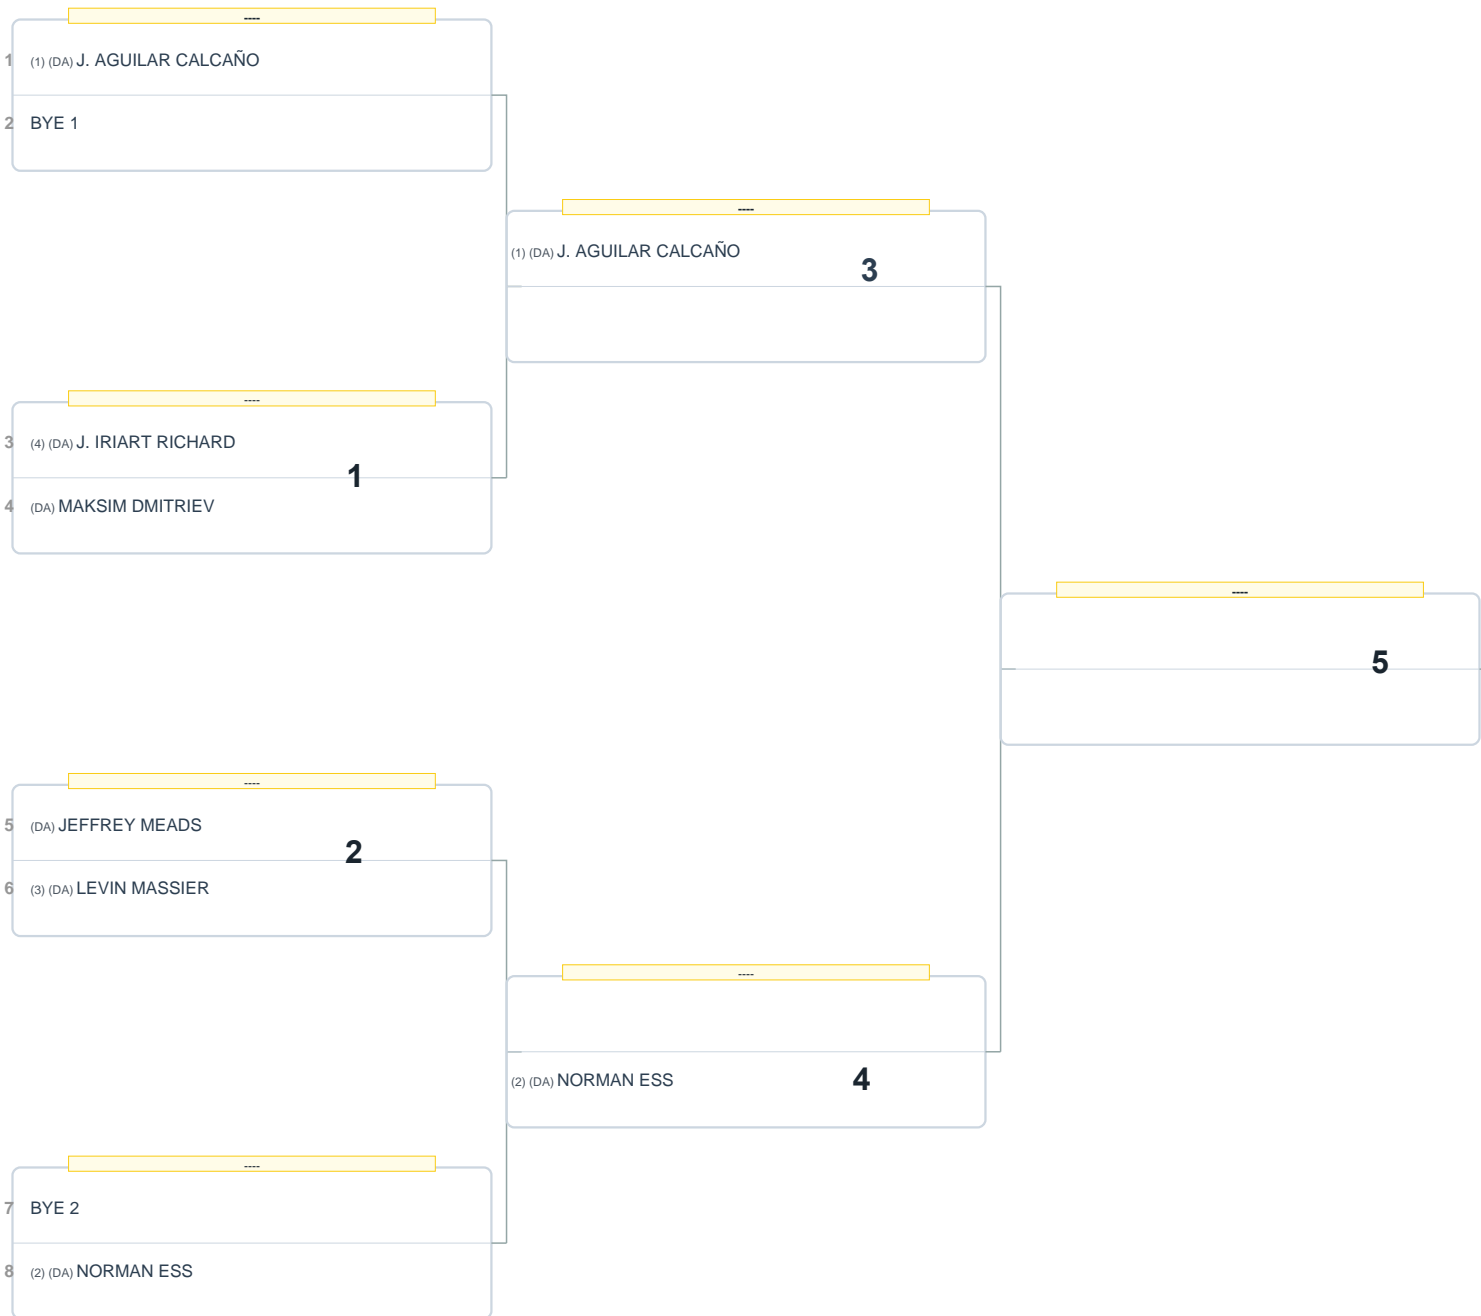 ----
1 (1) (DA) J. AGUILAR CALCAÑO
2 BYE 1
----
(1) (DA) J. AGUILAR CALCAÑO
3
----
3 (4) (DA) J. IRIART RICHARD
1
4 (DA) MAKSIM DMITRIEV
----
5
----
5 (DA) JEFFREY MEADS
2
6 (3) (DA) LEVIN MASSIER
----
(2) (DA) NORMAN ESS
4
----
7 BYE 2
8 (2) (DA) NORMAN ESS